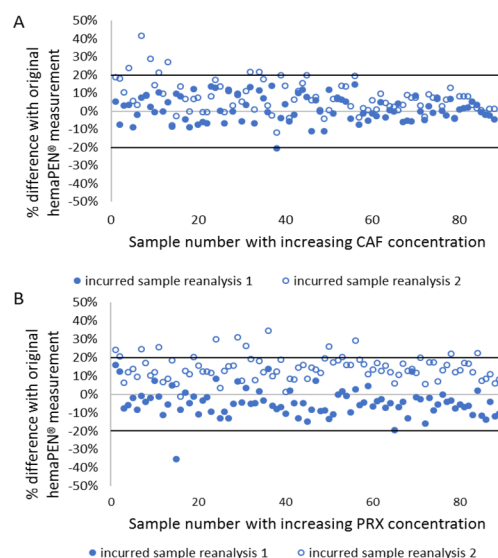 A
% difference with original
hemaPEN® measurement
50%
40%
30%
20%
10%
0%
-10%
-20%
-30%
-40%
-50%
0
20
40
60
80
Sample number with increasing CAF concentration
incurred sample reanalysis 1
incurred sample reanalysis 2
B
% difference with original
hemaPEN® measurement
50%
40%
30%
20%
10%
0%
-10%
-20%
-30%
-40%
-50%
0
20
40
60
80
Sample number with increasing PRX concentration
incurred sample reanalysis 1
incurred sample reanalysis 2